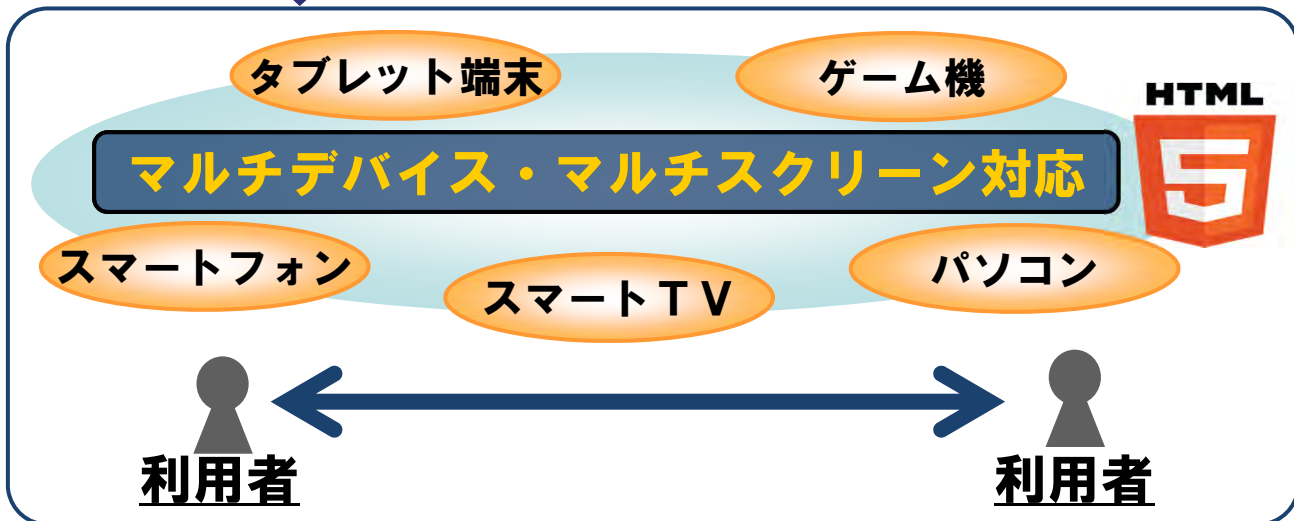 タブレット端末
ゲーム機
HTML
5
マルチデバイス・マルチスクリーン対応
スマートフォン
スマートＴＶ
パソコン
利用者
利用者